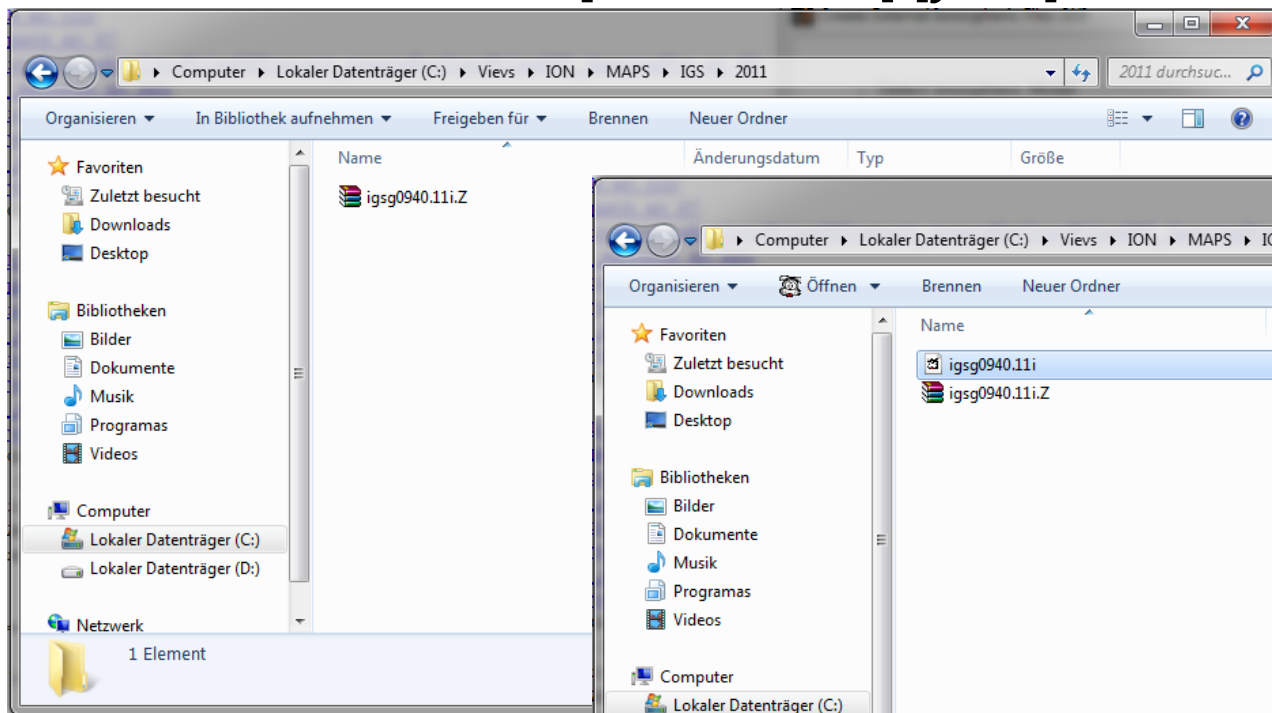 Computer ▸ Lokaler Datenträger (C:) ▸ Vievs ▸ ION ▸ MAPS ▸ IGS ▸ 2011
2011 durchsuc...
Organisieren In Bibliothek aufnehmen Freigeben für Brennen Neuer Ordner
Favoriten
Zuletzt besucht
Downloads
Desktop
Bibliotheken
Bilder
Dokumente
Musik
Programas
Videos
Computer
Lokaler Datenträger (C:)
Lokaler Datenträger (D:)
Netzwerk
Name Änderungsdatum Typ Größe
igsg0940.11i.Z
1 Element
Computer ▸ Lokaler Datenträger (C:) ▸ Vievs ▸ ION ▸ MAPS ▸
Organisieren Öffnen Brennen Neuer Ordner
Favoriten
Zuletzt besucht
Downloads
Desktop
Bibliotheken
Bilder
Dokumente
Musik
Programas
Videos
Computer
Lokaler Datenträger (C:)
Name
igsg0940.11i
igsg0940.11i.Z